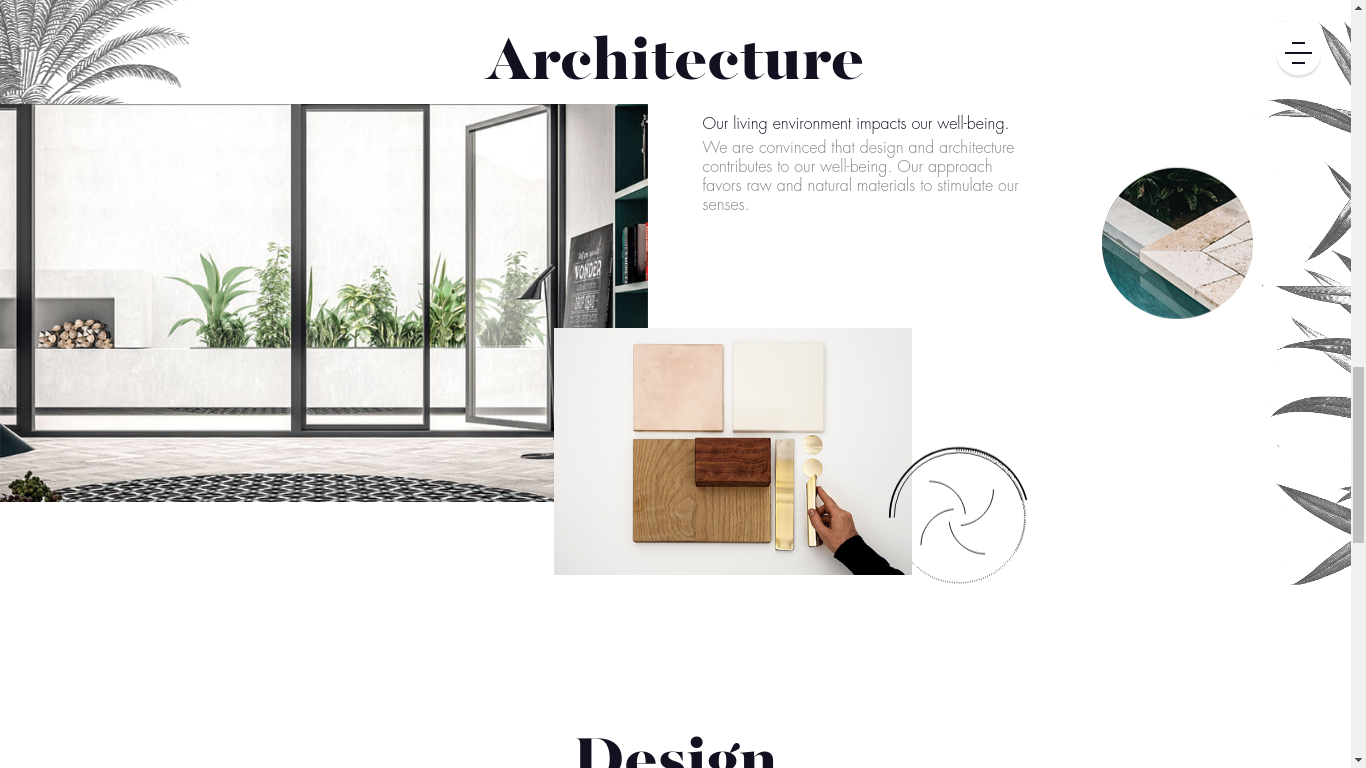 Architecture
Our living environment impacts our well-being.
We are convinced that design and architecture
contributes to our well-being. Our approach
favors raw and natural materials to stimulate our
senses.
WONDER
Design